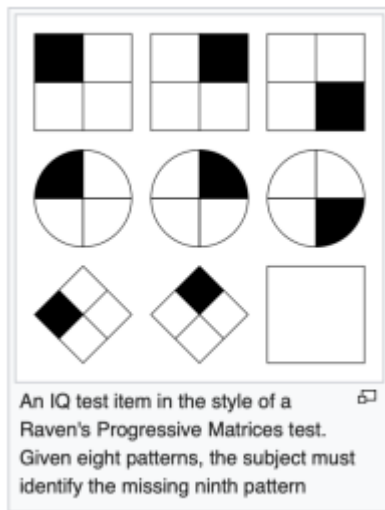 An IQ test item in the style of a
Raven's Progressive Matrices test.
Given eight patterns, the subject must
identify the missing ninth pattern